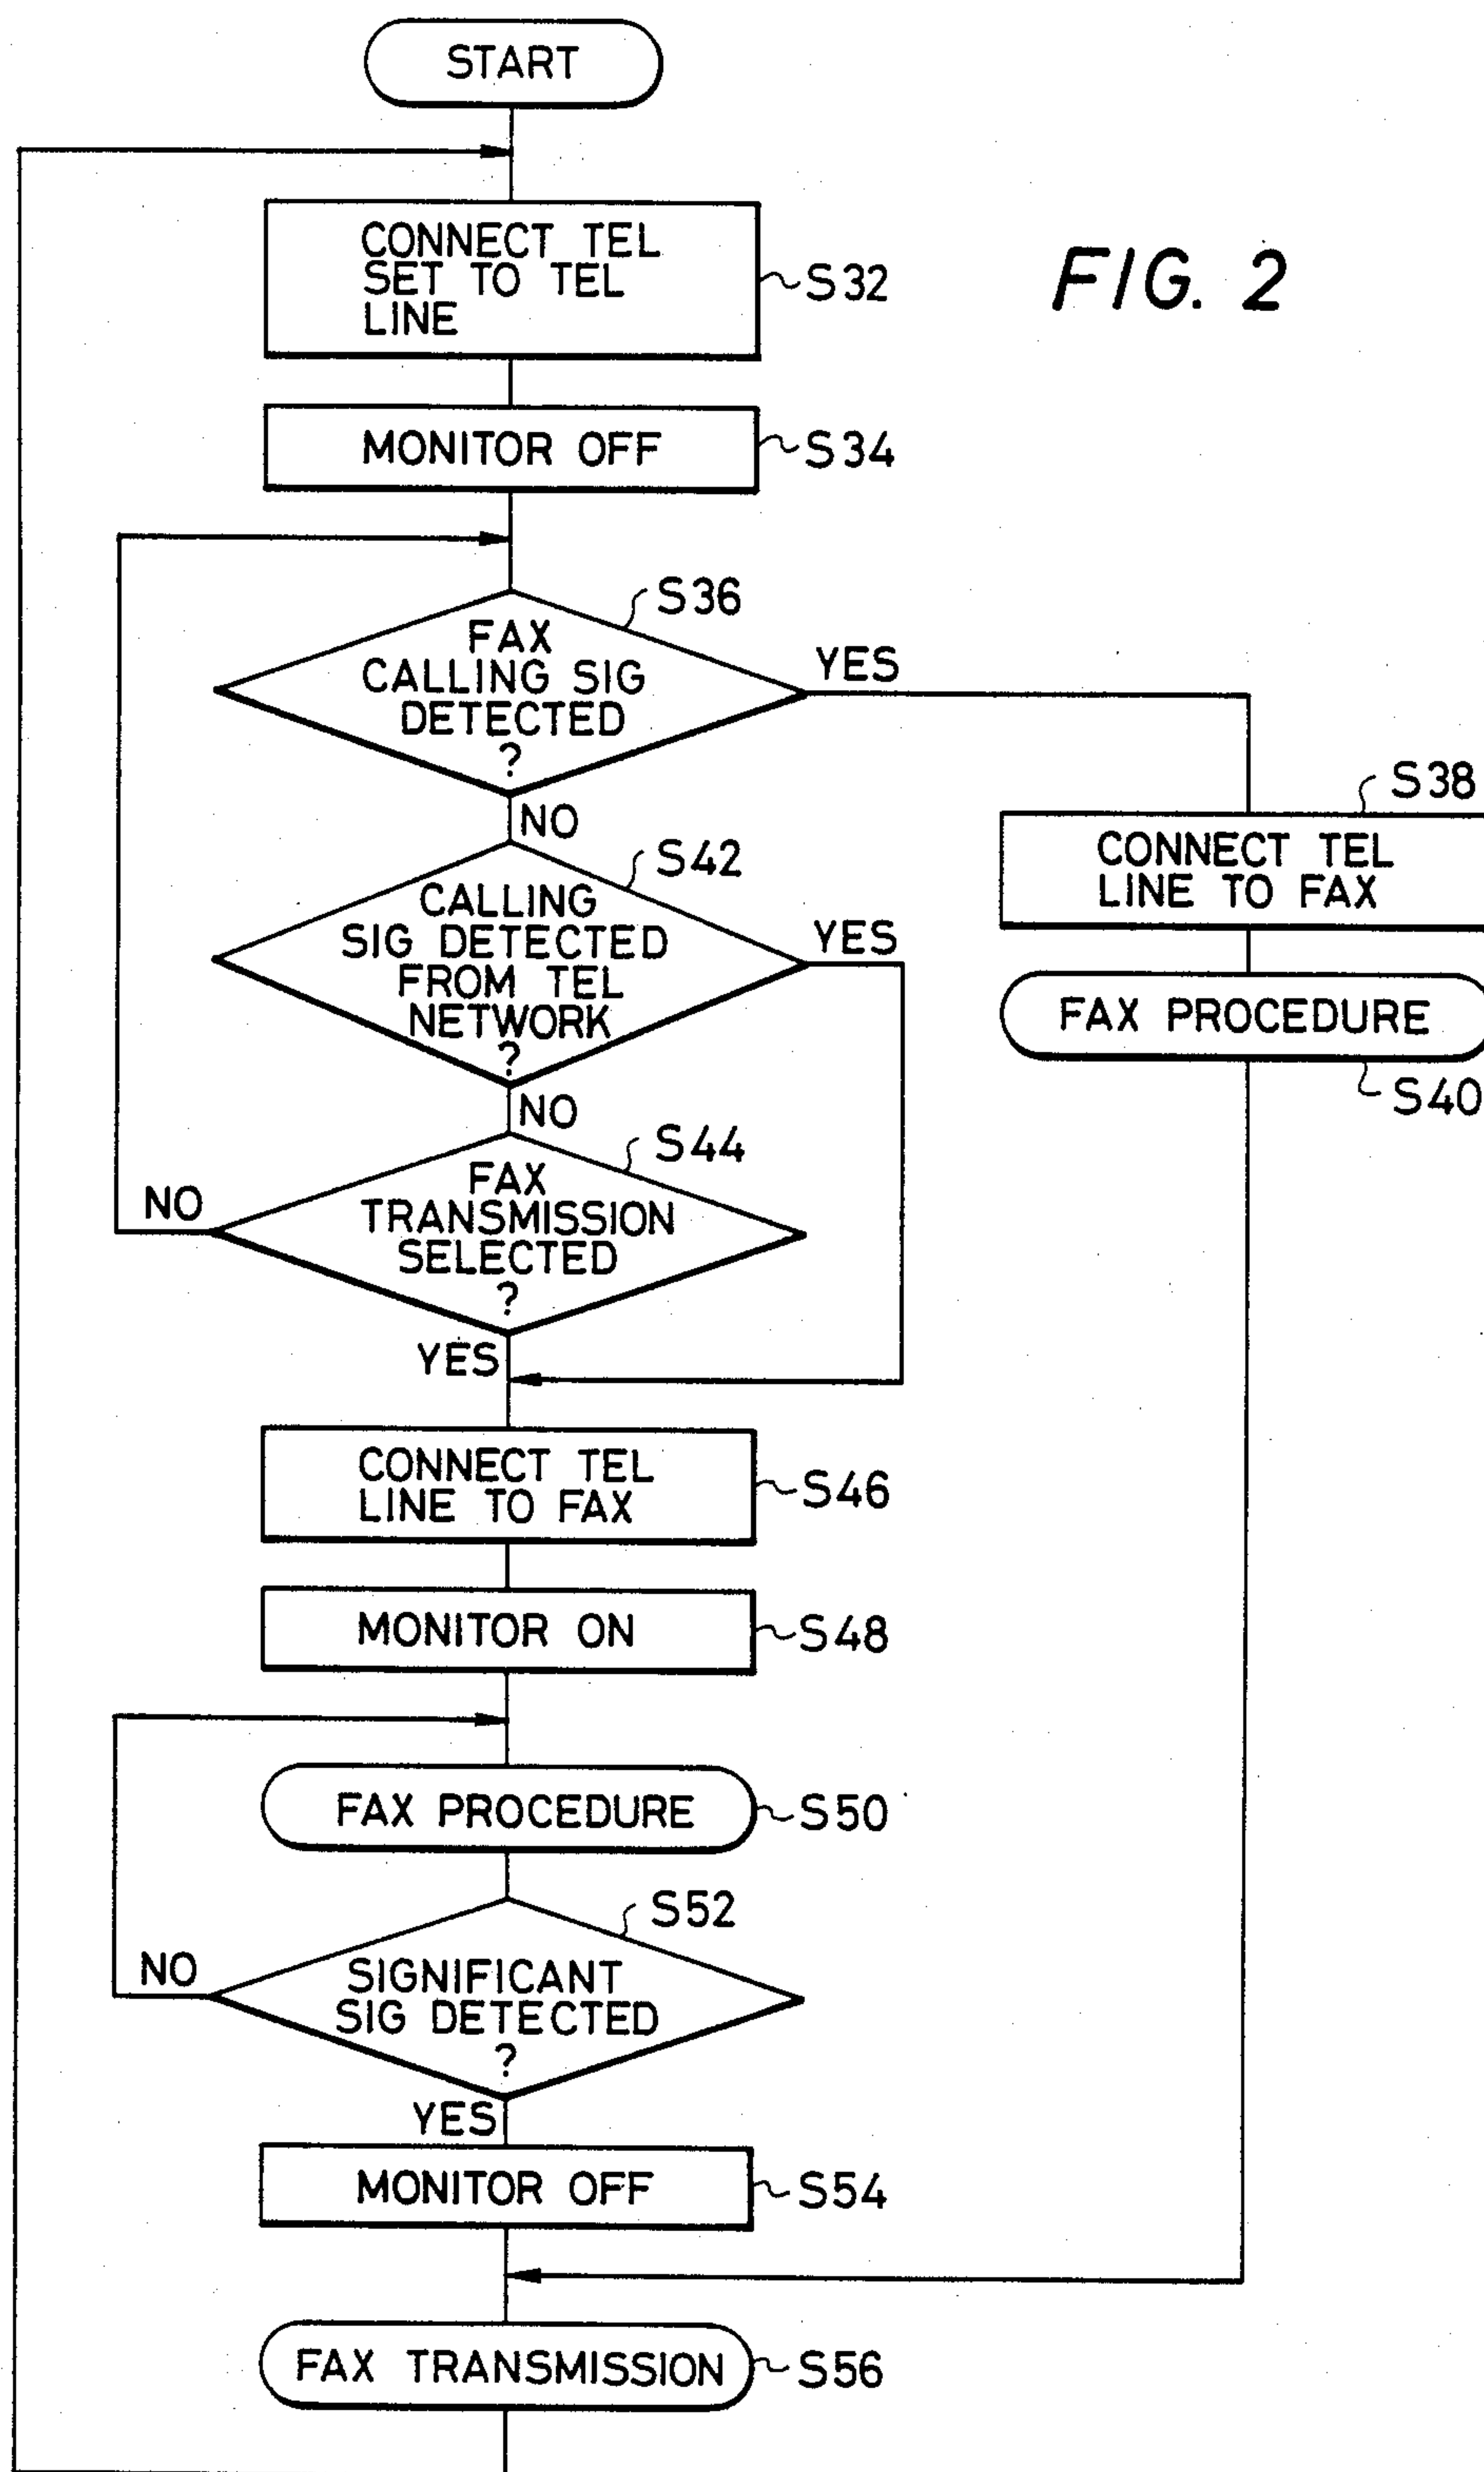 START
CONNECT TEL
SET TO TEL
LINE
S32
FIG. 2
MONITOR OFF
S34
S36
FAX
CALLING SIG
DETECTED
?
YES
NO
S38
CONNECT TEL
LINE TO FAX
FAX PROCEDURE
S40
S42
CALLING
SIG DETECTED
FROM TEL
NETWORK
?
YES
NO
S44
FAX
TRANSMISSION
SELECTED
?
NO
YES
CONNECT TEL
LINE TO FAX
S46
MONITOR ON
S48
FAX PROCEDURE
S50
S52
SIGNIFICANT
SIG DETECTED
?
NO
YES
MONITOR OFF
S54
FAX TRANSMISSION
S56